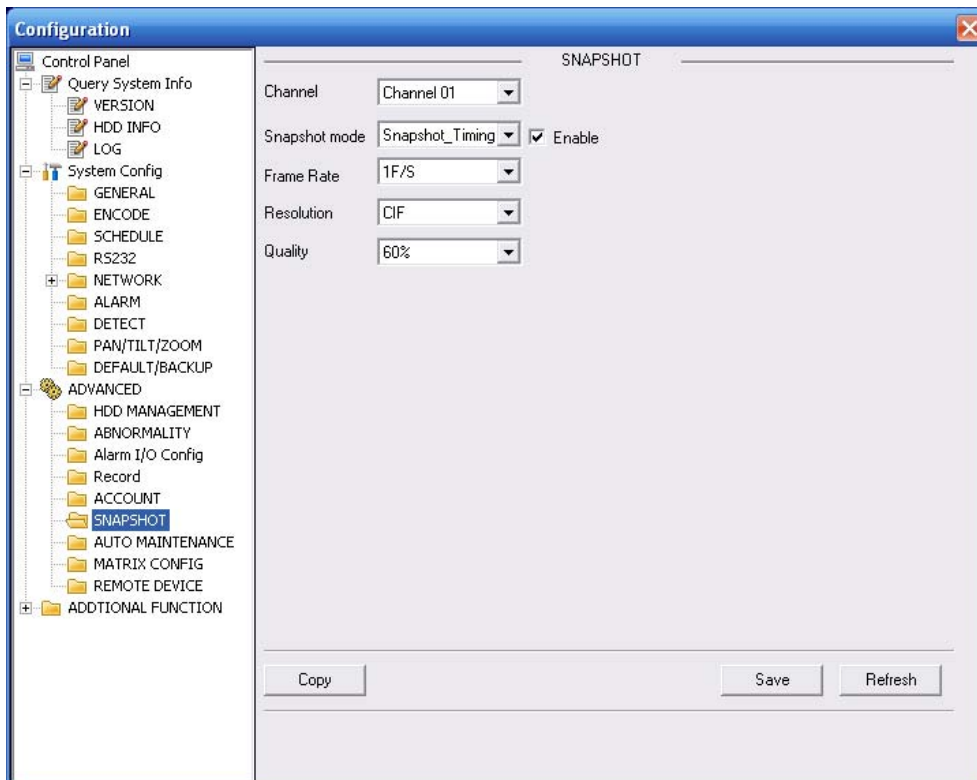 Configuration
Control Panel
Query System Info
VERSION
HDD INFO
LOG
System Config
GENERAL
ENCODE
SCHEDULE
RS232
NETWORK
ALARM
DETECT
PAN/TILT/ZOOM
DEFAULT/BACKUP
ADVANCED
HDD MANAGEMENT
ABNORMALITY
Alarm I/O Config
Record
ACCOUNT
SNAPSHOT
AUTO MAINTENANCE
MATRIX CONFIG
REMOTE DEVICE
ADDTIONAL FUNCTION
SNAPSHOT
Channel Channel 01
Snapshot mode Snapshot_Timing Enable
Frame Rate 1F/S
Resolution CIF
Quality 60%
Copy Save Refresh